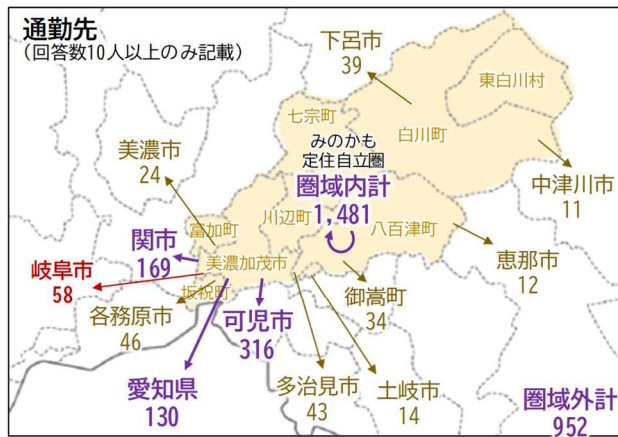 通勤先
(回答数10人以上のみ記載)
下呂市
39
東白川村
七宗町
白川町
みのかも
定住自立圏
美濃市
24
圏域内計
1,481
中津川市
11
富加町
川辺町
八百津町
関市
169
美濃加茂市
恵那市
12
岐阜市
58
坂祝町
御嵩町
34
各務原市
46
可児市
316
愛知県
130
多治見市
43
土岐市
14
圏域外計
952